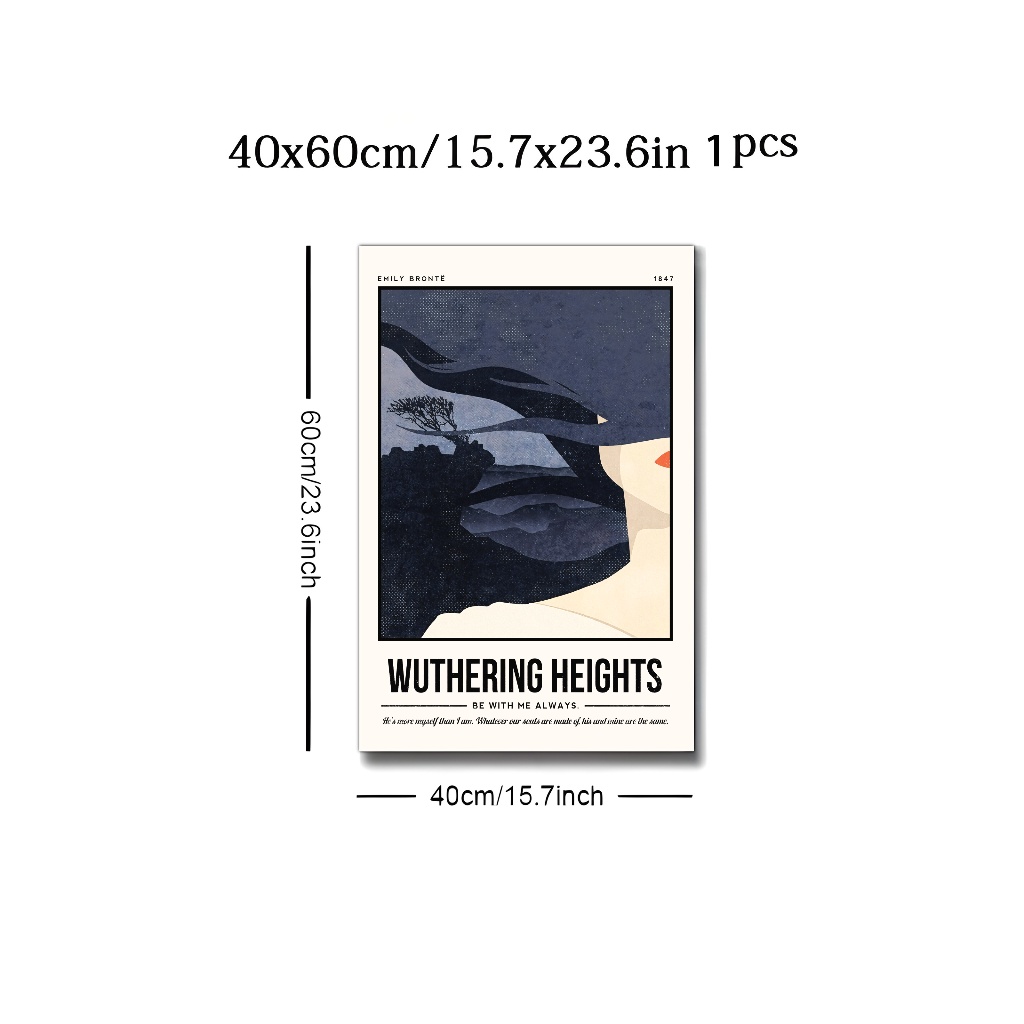 40x60cm/15.7x23.6in 1pcs
EMILY BRONTË 1847
60cm/23.6inch
WUTHERING HEIGHTS
BE WITH ME ALWAYS.
He's more myself than I am. Whatever our souls are made of, his and mine are the same.
40cm/15.7inch